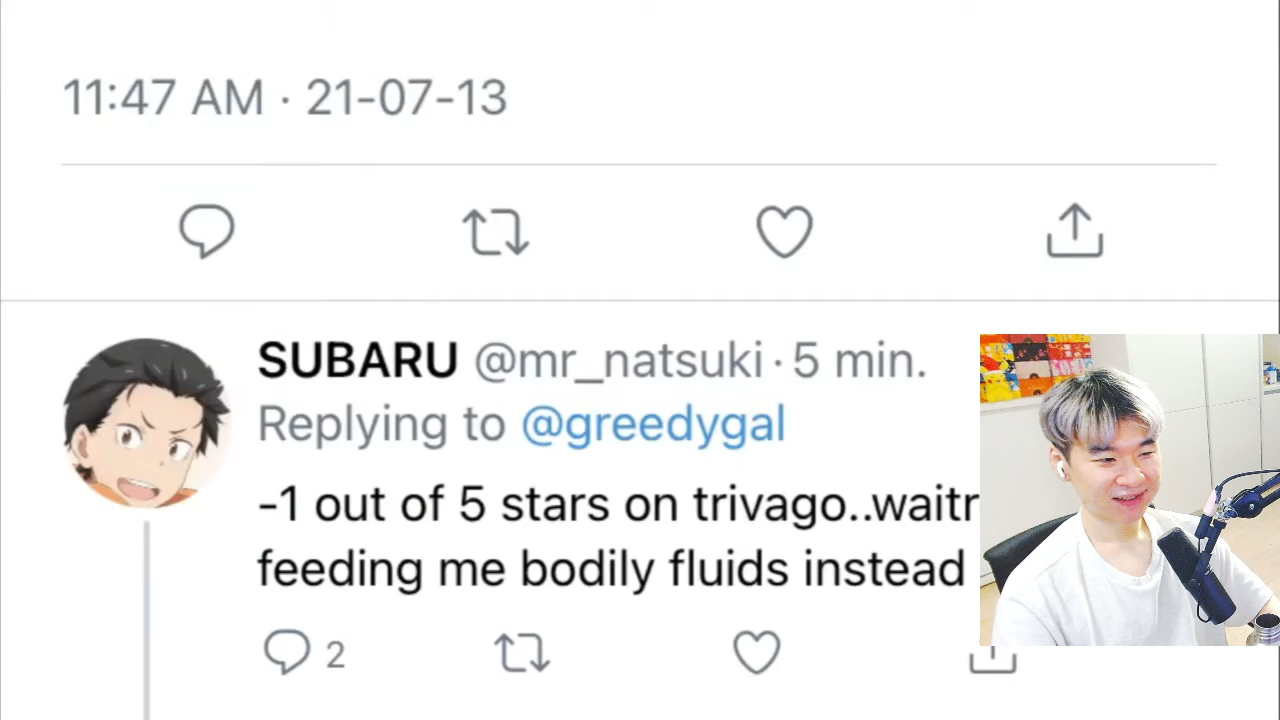 11:47 AM · 21-07-13
SUBARU @mr_natsuki · 5 min.
Replying to @greedygal
-1 out of 5 stars on trivago..
feeding me bodily fluids instead
2